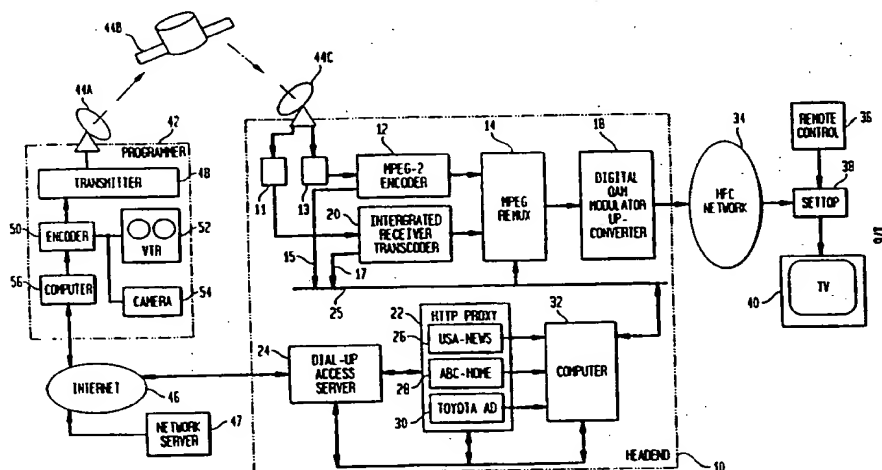 44B
44A
44C
42
PROGRAMMER
TRANSMITTER
48
50
ENCODER
VTR
52
56
COMPUTER
CAMERA
54
INTERNET
46
NETWORK SERVER
47
11
13
12
MPEG-2 ENCODER
20
INTERGRATED RECEIVER TRANSCODER
15
17
25
14
MPEG REMUX
18
DIGITAL QAM MODULATOR UP-CONVERTER
24
DIAL-UP ACCESS SERVER
22
HTTP PROXY
26
USA-NEWS
28
ABC-HOME
30
TOYOTA AD
32
COMPUTER
HEADEND
10
34
HFC NETWORK
REMOTE CONTROL
36
38
SETTOP
40
TV